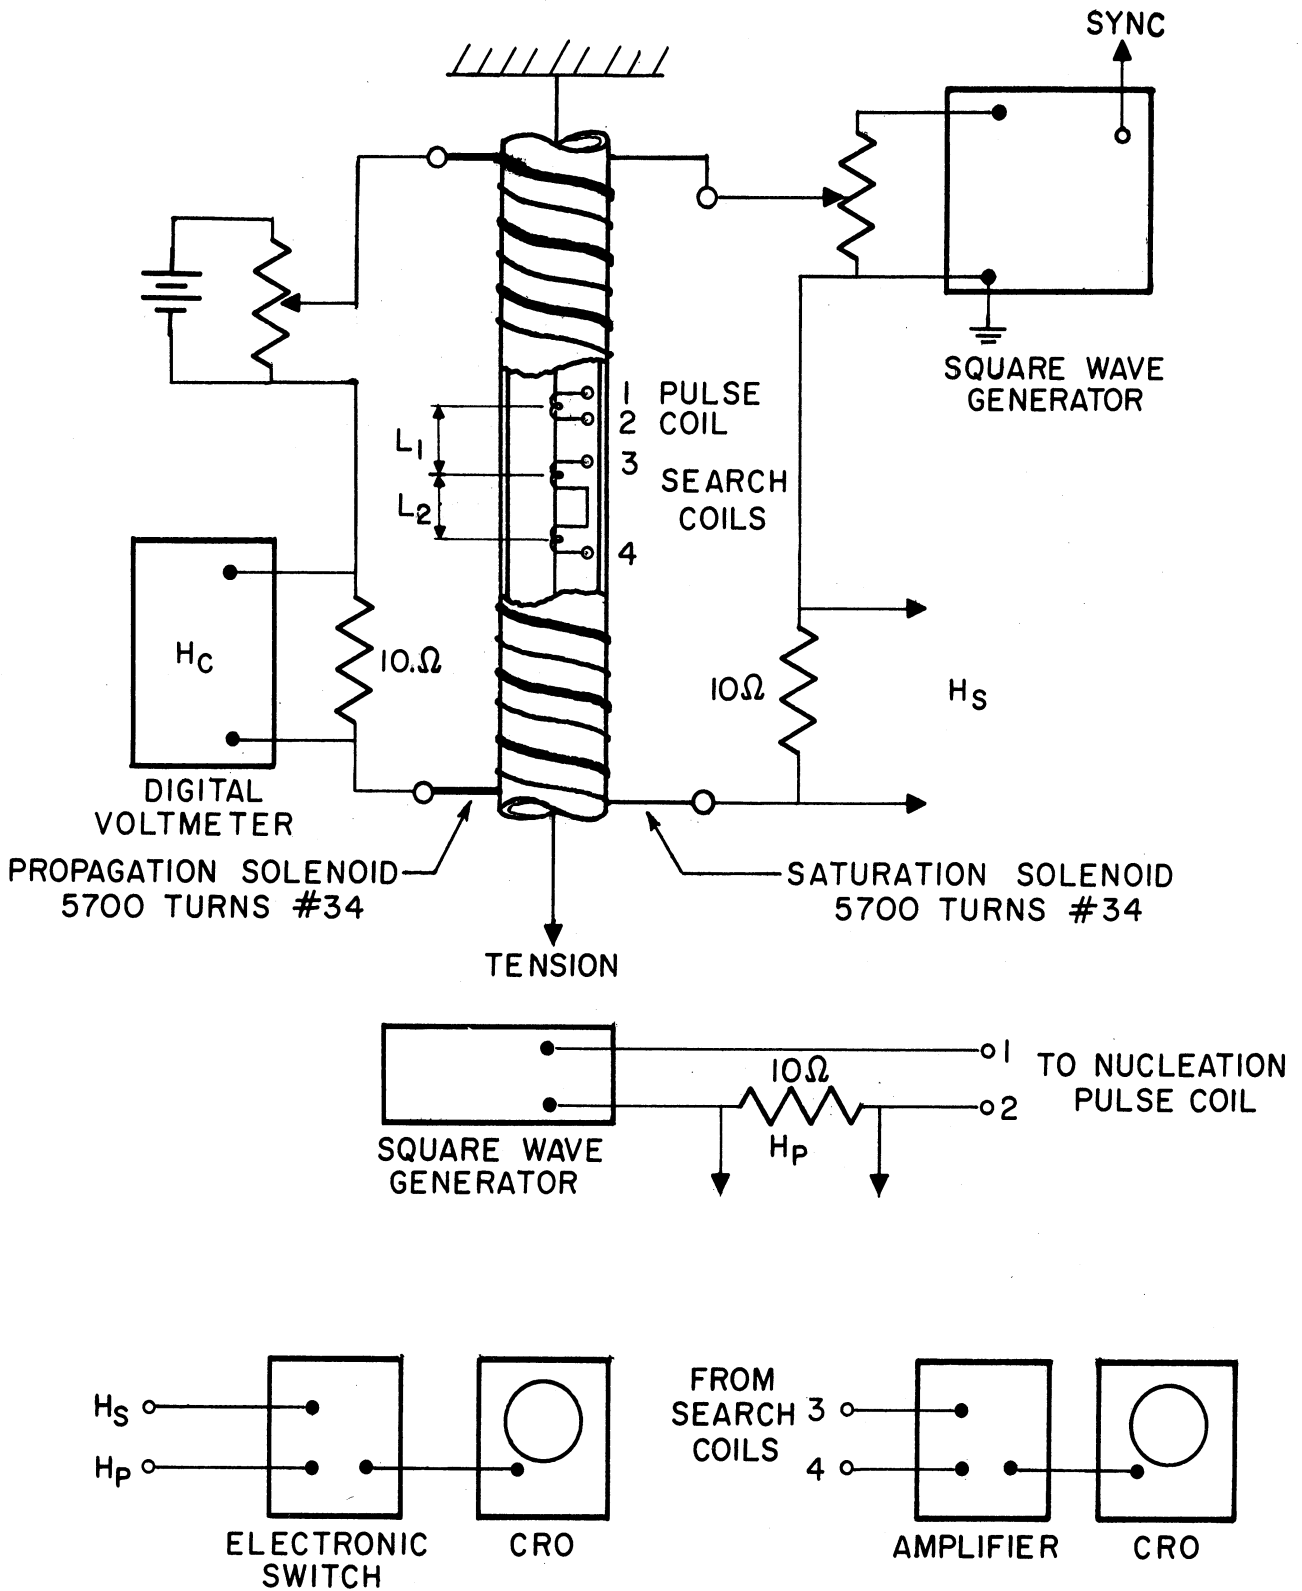 SYNC
SQUARE WAVE
GENERATOR
1 PULSE
2 COIL
L1
3
SEARCH
COILS
L2
4
HC
10.Ω
10Ω
HS
DIGITAL
VOLTMETER
PROPAGATION SOLENOID
5700 TURNS #34
SATURATION SOLENOID
5700 TURNS #34
TENSION
1
10Ω
TO NUCLEATION
PULSE COIL
2
HP
SQUARE WAVE
GENERATOR
HS
HP
ELECTRONIC
SWITCH
CRO
FROM
SEARCH 3
COILS
4
AMPLIFIER
CRO